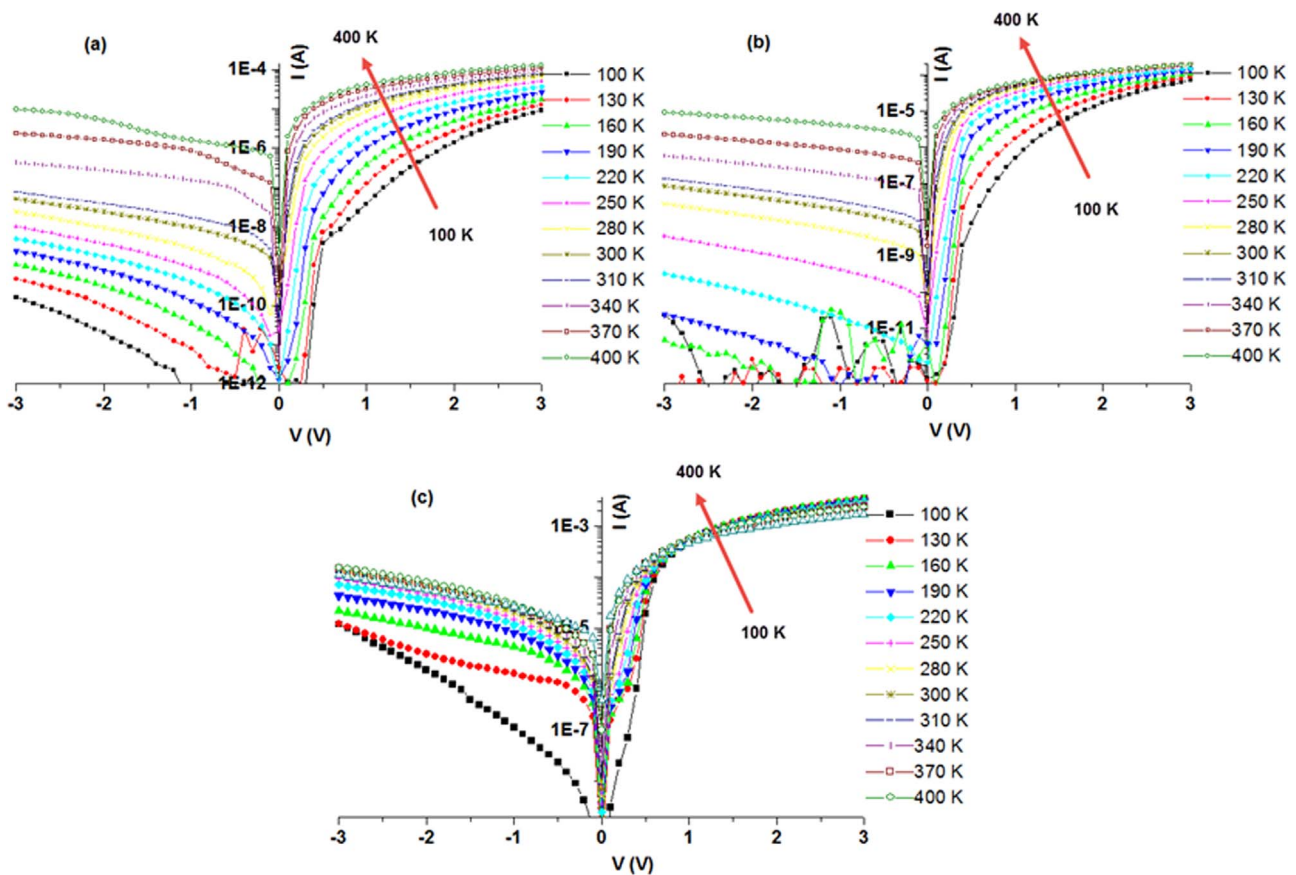 (a)
400 K
I (A)
1E-4
1E-6
1E-8
1E-10
1E-12
100 K
-3 -2 -1 0 1 2 3
V (V)
100 K
130 K
160 K
190 K
220 K
250 K
280 K
300 K
310 K
340 K
370 K
400 K
(b)
400 K
I (A)
1E-5
1E-7
1E-9
1E-11
100 K
-3 -2 -1 0 1 2 3
V (V)
100 K
130 K
160 K
190 K
220 K
250 K
280 K
300 K
310 K
340 K
370 K
400 K
(c)
400 K
I (A)
1E-3
1E-7
100 K
-3 -2 -1 0 1 2 3
V (V)
100 K
130 K
160 K
190 K
220 K
250 K
280 K
300 K
310 K
340 K
370 K
400 K